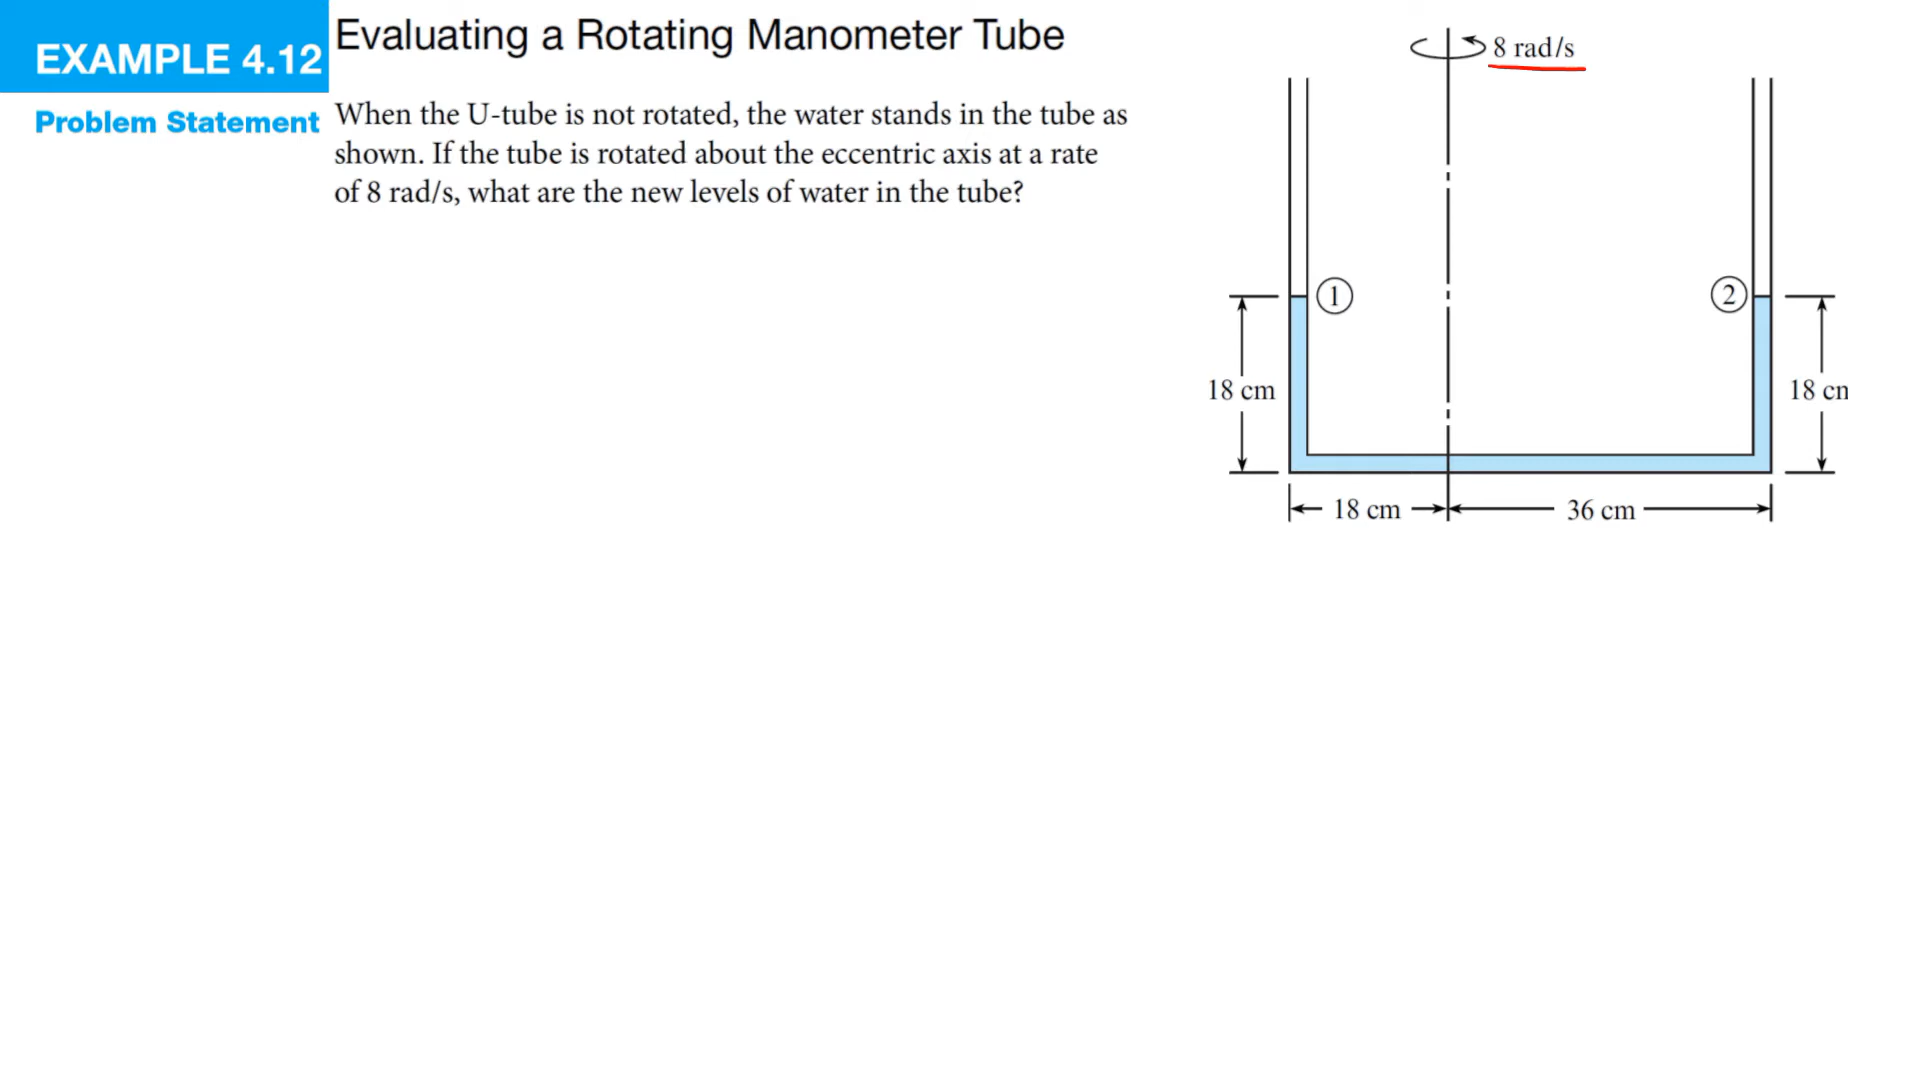 EXAMPLE 4.12
Evaluating a Rotating Manometer Tube
Problem Statement
When the U-tube is not rotated, the water stands in the tube as
shown. If the tube is rotated about the eccentric axis at a rate
of 8 rad/s, what are the new levels of water in the tube?
8 rad/s
1
2
18 cm
18 cn
18 cm
36 cm